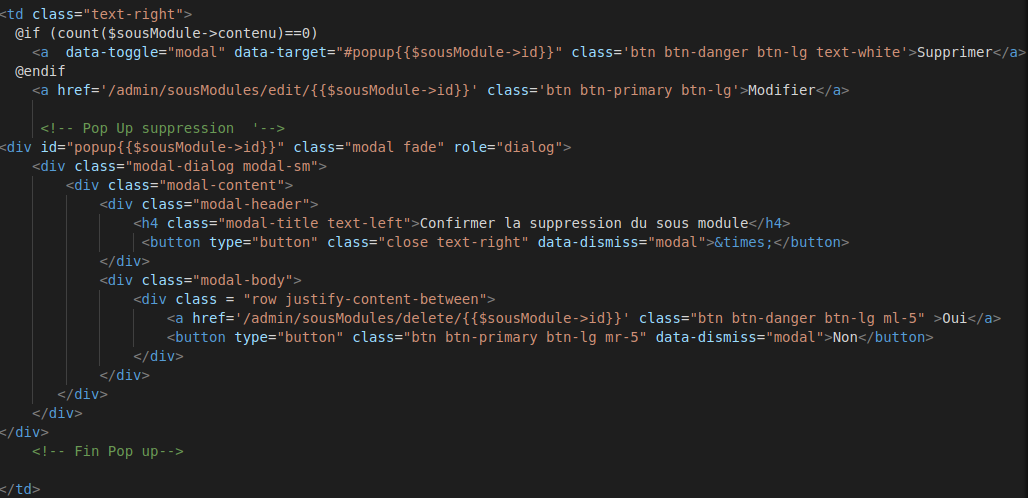 <td class="text-right">
@if (count($sousModule->contenu)==0)
<a  data-toggle="modal" data-target="#popup{{$sousModule->id}}" class='btn btn-danger btn-lg text-white'>Supprimer</a>
@endif
<a href='/admin/sousModules/edit/{{$sousModule->id}}' class='btn btn-primary btn-lg'>Modifier</a>
<!-- Pop Up suppression  '-->
<div id="popup{{$sousModule->id}}" class="modal fade" role="dialog">
<div class="modal-dialog modal-sm">
<div class="modal-content">
<div class="modal-header">
<h4 class="modal-title text-left">Confirmer la suppression du sous module</h4>
<button type="button" class="close text-right" data-dismiss="modal">&times;</button>
</div>
<div class="modal-body">
<div class = "row justify-content-between">
<a href='/admin/sousModules/delete/{{$sousModule->id}}' class="btn btn-danger btn-lg ml-5" >Oui</a>
<button type="button" class="btn btn-primary btn-lg mr-5" data-dismiss="modal">Non</button>
</div>
</div>
</div>
</div>
</div>
<!-- Fin Pop up-->
</td>